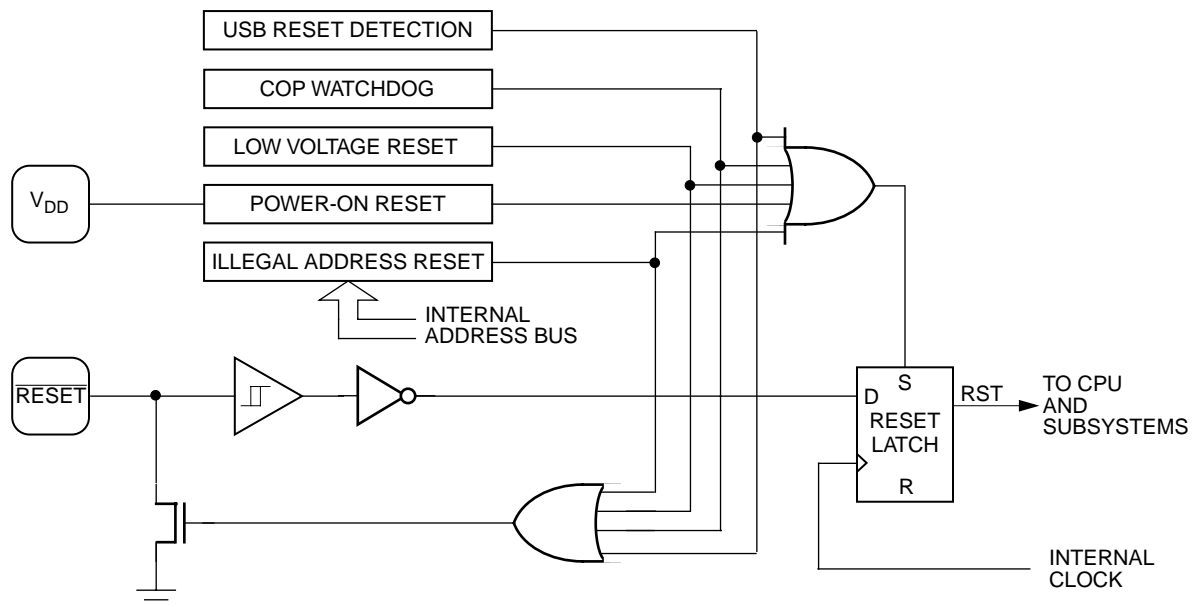 USB RESET DETECTION
COP WATCHDOG
LOW VOLTAGE RESET
VDD
POWER-ON RESET
ILLEGAL ADDRESS RESET
INTERNAL
ADDRESS BUS
RESET
D
S
RESET
LATCH
R
RST
TO CPU
AND
SUBSYSTEMS
INTERNAL
CLOCK